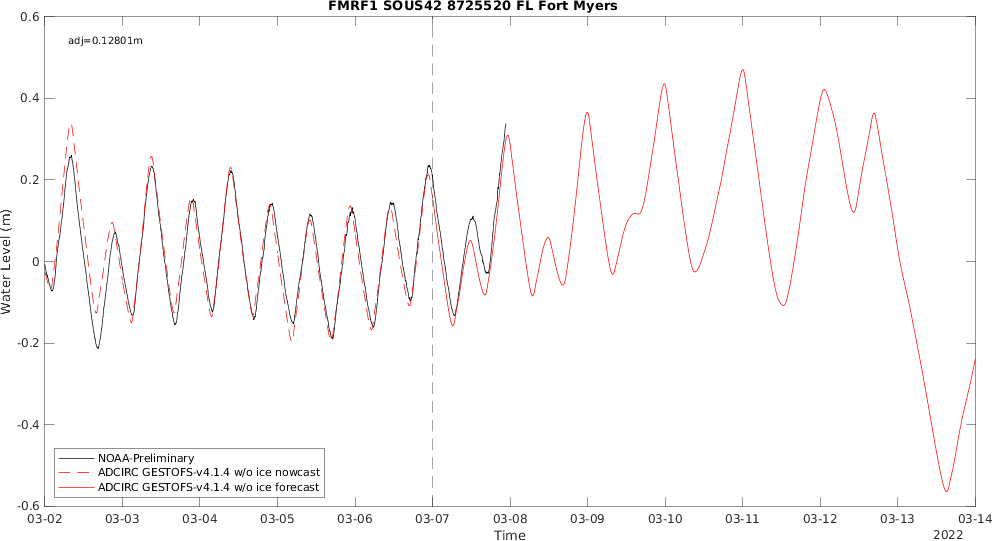 FMRF1 SOUS42 8725520 FL Fort Myers
adj=0.12801m
0.6
0.4
0.2
0
-0.2
-0.4
-0.6
Water Level (m)
NOAA-Preliminary
ADCIRC GESTOFS-v4.1.4 w/o ice nowcast
ADCIRC GESTOFS-v4.1.4 w/o ice forecast
03-02 03-03 03-04 03-05 03-06 03-07 03-08 03-09 03-10 03-11 03-12 03-13 03-14
Time
2022